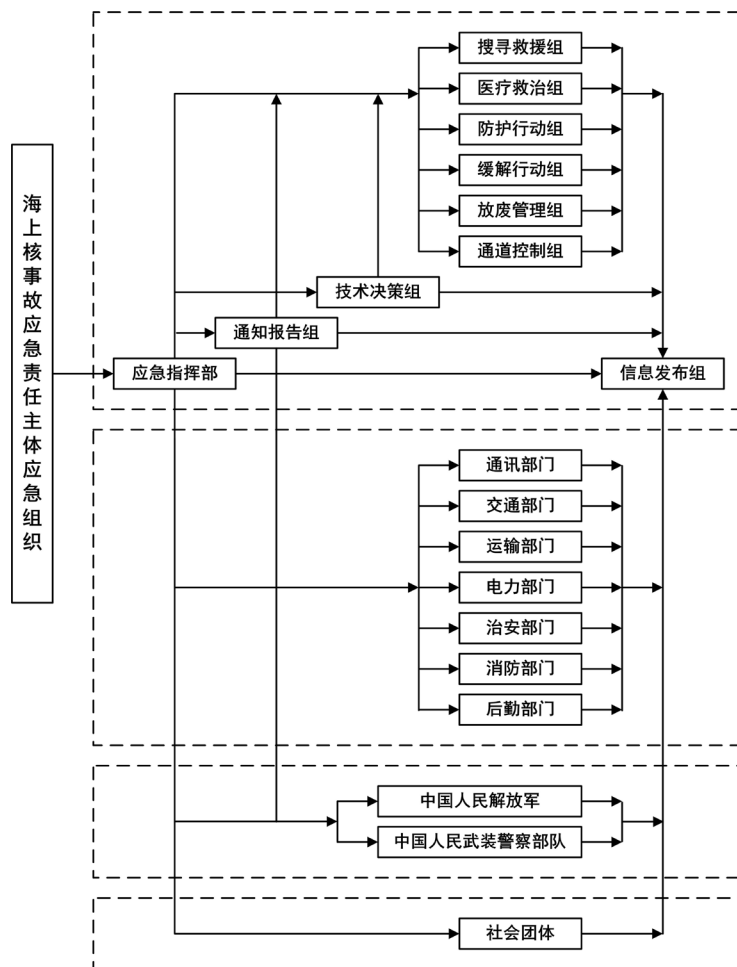 海上核事故应急责任主体应急组织
搜寻救援组
医疗救治组
防护行动组
缓解行动组
放废管理组
通道控制组
技术决策组
通知报告组
应急指挥部
信息发布组
通讯部门
交通部门
运输部门
电力部门
治安部门
消防部门
后勤部门
中国人民解放军
中国人民武装警察部队
社会团体